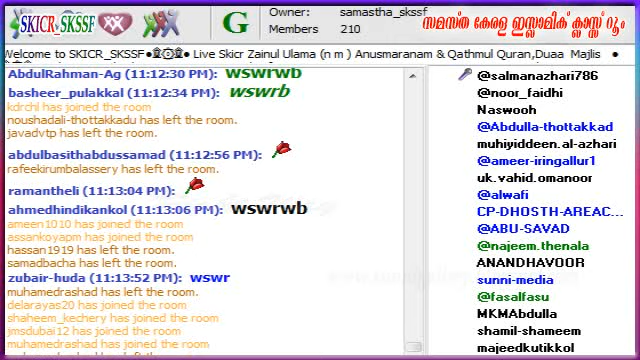 SKICR_SKSSF
G
Owner: samastha_skssf
Members 210
സമസ്ത കേരള ഇസ്ലാമിക് ക്ലാസ്സ് റൂം
Welcome to SKICR_SKSSF Live Skicr Zainul Ulama (n m ) Anusmaranam & Qathmul Quran,Duaa Majlis
AbdulRahman-Ag (11:12:30 PM): wswrwb
basheer_pulakkal (11:12:34 PM): wswrb
kdrchl has joined the room
noushadali-thottakkadu has left the room.
javadvtp has left the room.
abdulbasithabdussamad (11:12:56 PM):
rafeekirumbalassery has left the room.
ramantheli (11:13:04 PM):
ahmedhindikankol (11:13:06 PM): wswrwb
ameen1010 has joined the room
assankoyapm has joined the room
hassan1919 has left the room.
samadbacha has left the room.
zubair-huda (11:13:52 PM): wswr
muhamedrashad has left the room.
delarayas20 has joined the room
shaheem_kechery has joined the room
jmsdubai12 has joined the room
muhamedrashad has joined the room
@salmanazhari786
@noor_faidhi
Naswooh
@Abdulla-thottakkad
muhiyiddeen.al-azhari
@ameer-iringallur1
uk.vahid.omanoor
@alwafi
CP-DHOSTH-AREAC...
@ABU-SAVAD
@najeem.thenala
ANANDHAVOOR
sunni-media
@fasalfasu
MKMAbdulla
shamil-shameem
majeedkutikkol